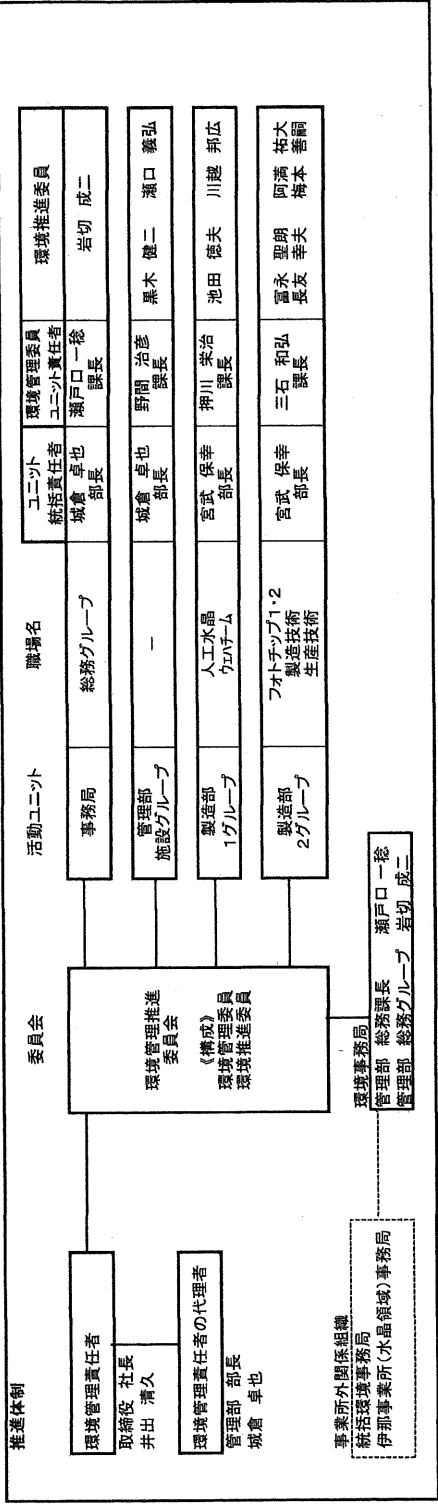 推進体制
環境管理責任者
取締役 社長
井出 清久
環境管理責任者の代理者
管理部 部長
城倉 卓也
事業所外関係組織
統括環境事務局
伊那事業所(水晶領域)事務局
委員会
環境管理推進
委員会
《構成》
環境管理委員
環境推進委員
環境事務局
管理部 総務課長 瀬戸口 一稔
管理部 総務グループ 岩切 成二
活動ユニット 職場名 ユニット統括責任者 環境管理委員 ユニット責任者 環境推進委員
事務局 総務グループ 城倉 卓也 部長 瀬戸口 一稔 課長 岩切 成二
管理部 施設グループ － 城倉 卓也 部長 野間 治彦 課長 黒木 健二 瀬口 義弘
製造部 1グループ 人工水晶 ウェハチーム 宮武 保幸 部長 押川 栄治 課長 池田 徳夫 川越 邦広
製造部 2グループ フォトチップ1・2 製造技術 生産技術 宮武 保幸 部長 三石 和弘 課長 富永 聖朗 阿満 祐大
長友 幸夫 梅本 善嗣